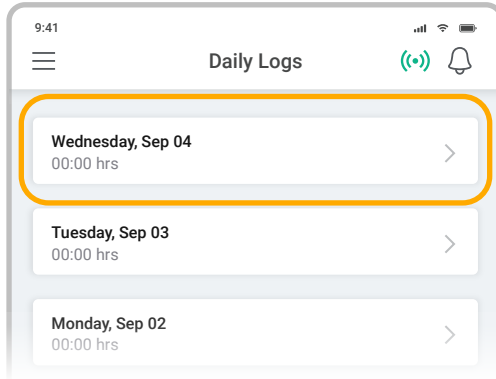 9:41
Daily Logs
Wednesday, Sep 04
00:00 hrs
Tuesday, Sep 03
00:00 hrs
Monday, Sep 02
00:00 hrs